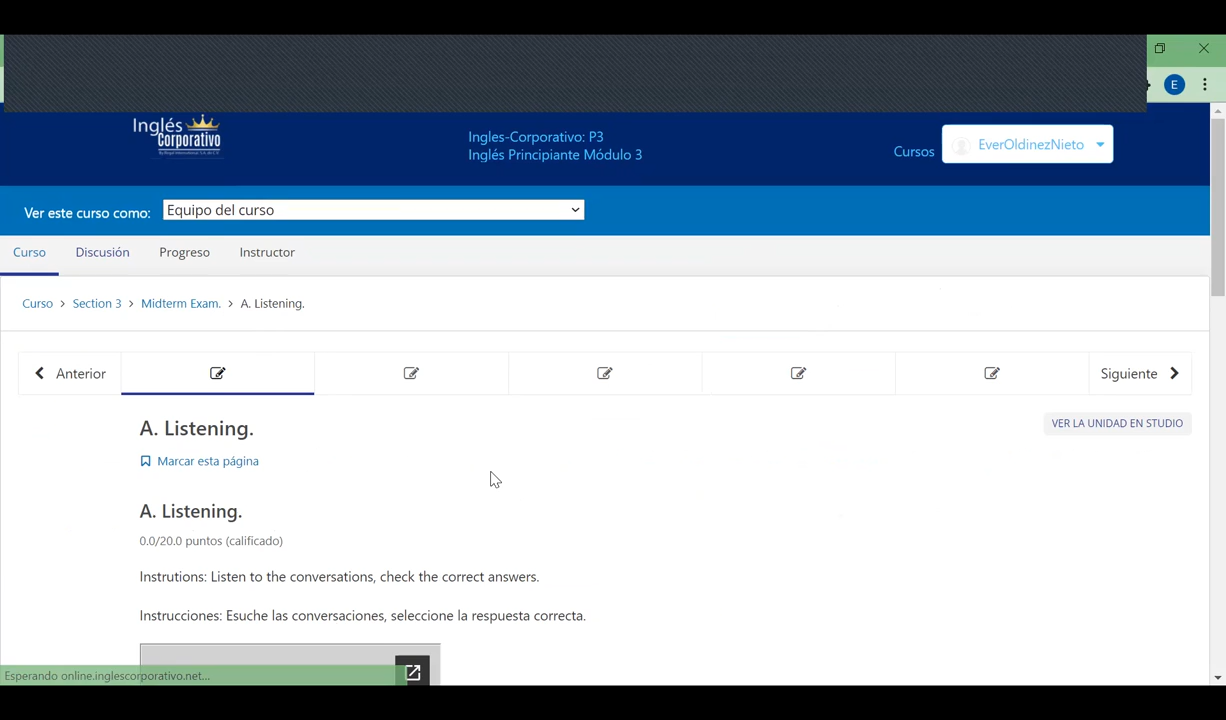 E
Inglés
Corporativo
Ingles-Corporativo: P3
Inglés Principiante Módulo 3
Cursos
EverOldinezNieto
Ver este curso como:
Equipo del curso
Curso
Discusión
Progreso
Instructor
Curso > Section 3 > Midterm Exam. > A. Listening.
Anterior
Siguiente
A. Listening.
VER LA UNIDAD EN STUDIO
Marcar esta página
A. Listening.
0.0/20.0 puntos (calificado)
Instrutions: Listen to the conversations, check the correct answers.
Instrucciones: Esuche las conversaciones, seleccione la respuesta correcta.
Esperando online.inglescorporativo.net...